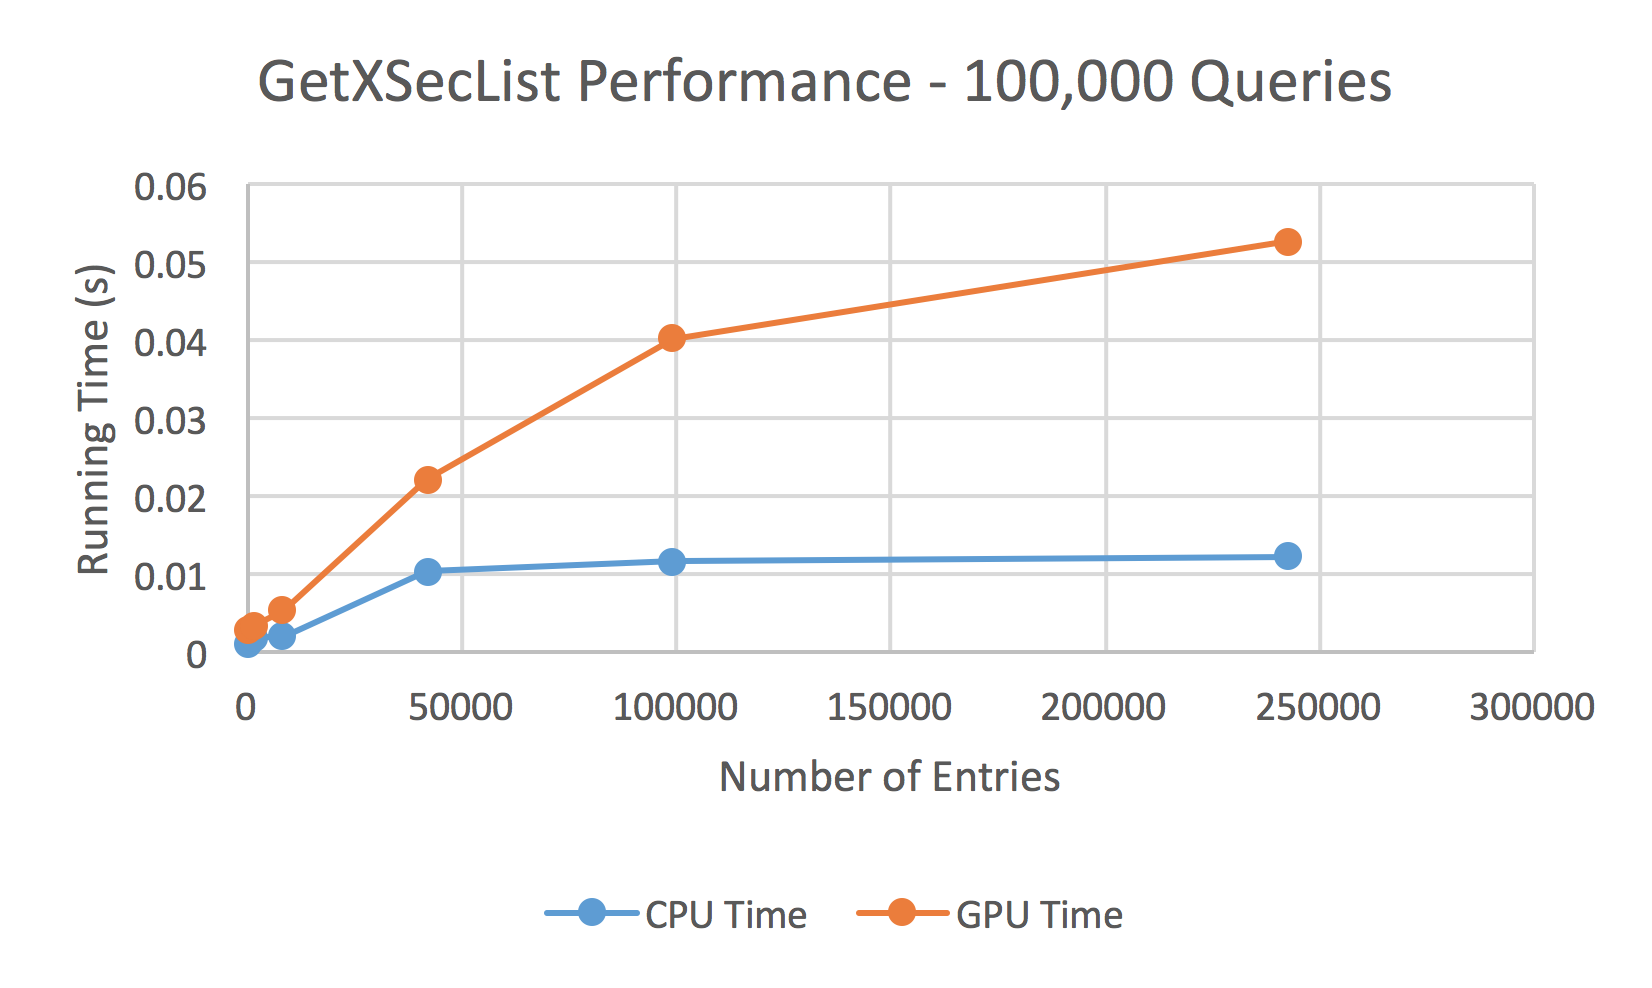 GetXSecList Performance - 100,000 Queries
0.06
0.05
0.04
0.03
0.02
0.01
0
Running Time (s)
0 50000 100000 150000 200000 250000 300000
Number of Entries
CPU Time GPU Time